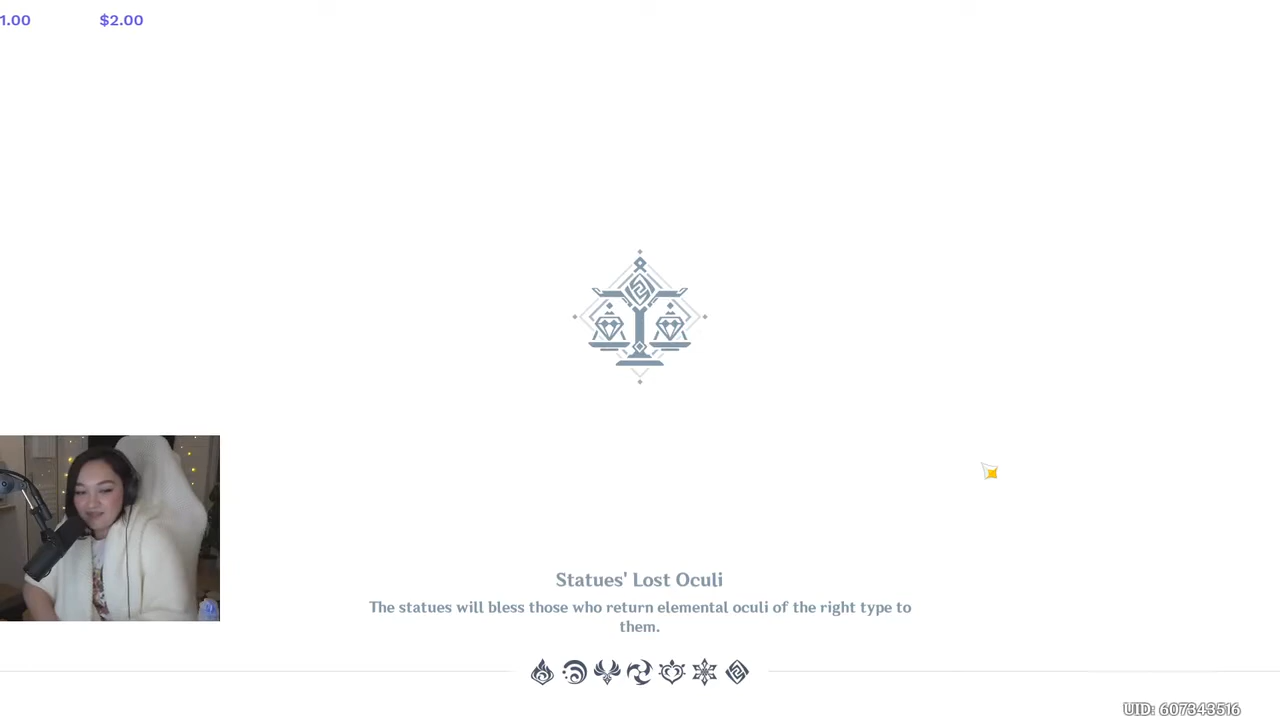 1.00 $2.00
Statues' Lost Oculi
The statues will bless those who return elemental oculi of the right type to
them.
UID: 607343516